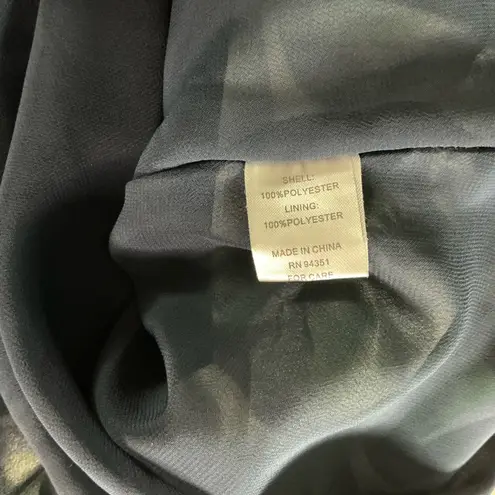 SHELL:
100%POLYESTER
LINING:
100%POLYESTER
MADE IN CHINA
RN 94351
FOR CARE